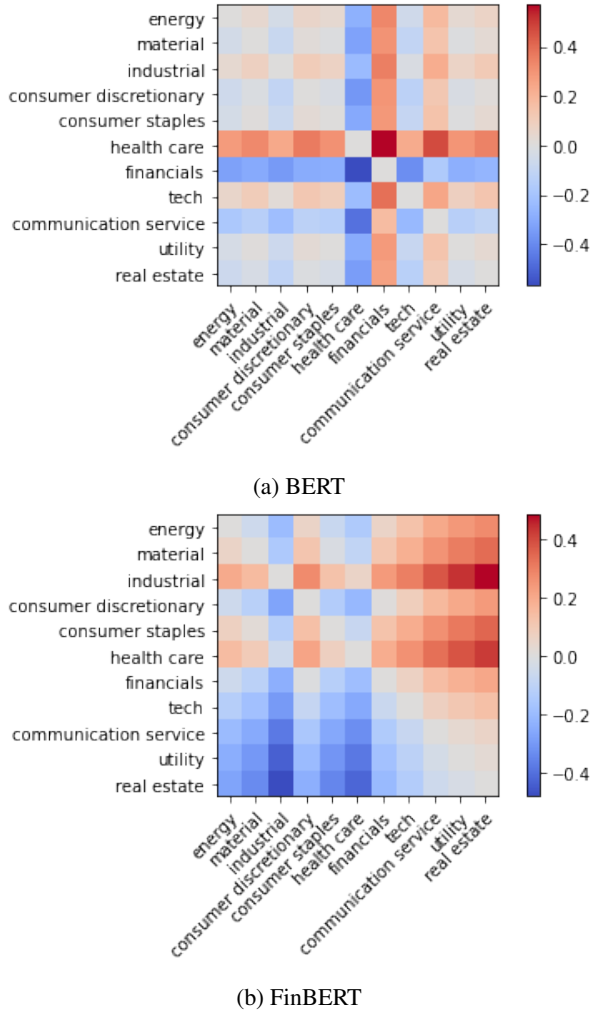 energy
material
industrial
consumer discretionary
consumer staples
health care
financials
tech
communication service
utility
real estate
0.4
0.2
0.0
−0.2
−0.4
energy
material
industrial
consumer discretionary
consumer staples
health care
financials
tech
communication service
utility
real estate
(a) BERT
energy
material
industrial
consumer discretionary
consumer staples
health care
financials
tech
communication service
utility
real estate
0.4
0.2
0.0
−0.2
−0.4
energy
material
industrial
consumer discretionary
consumer staples
health care
financials
tech
communication service
utility
real estate
(b) FinBERT